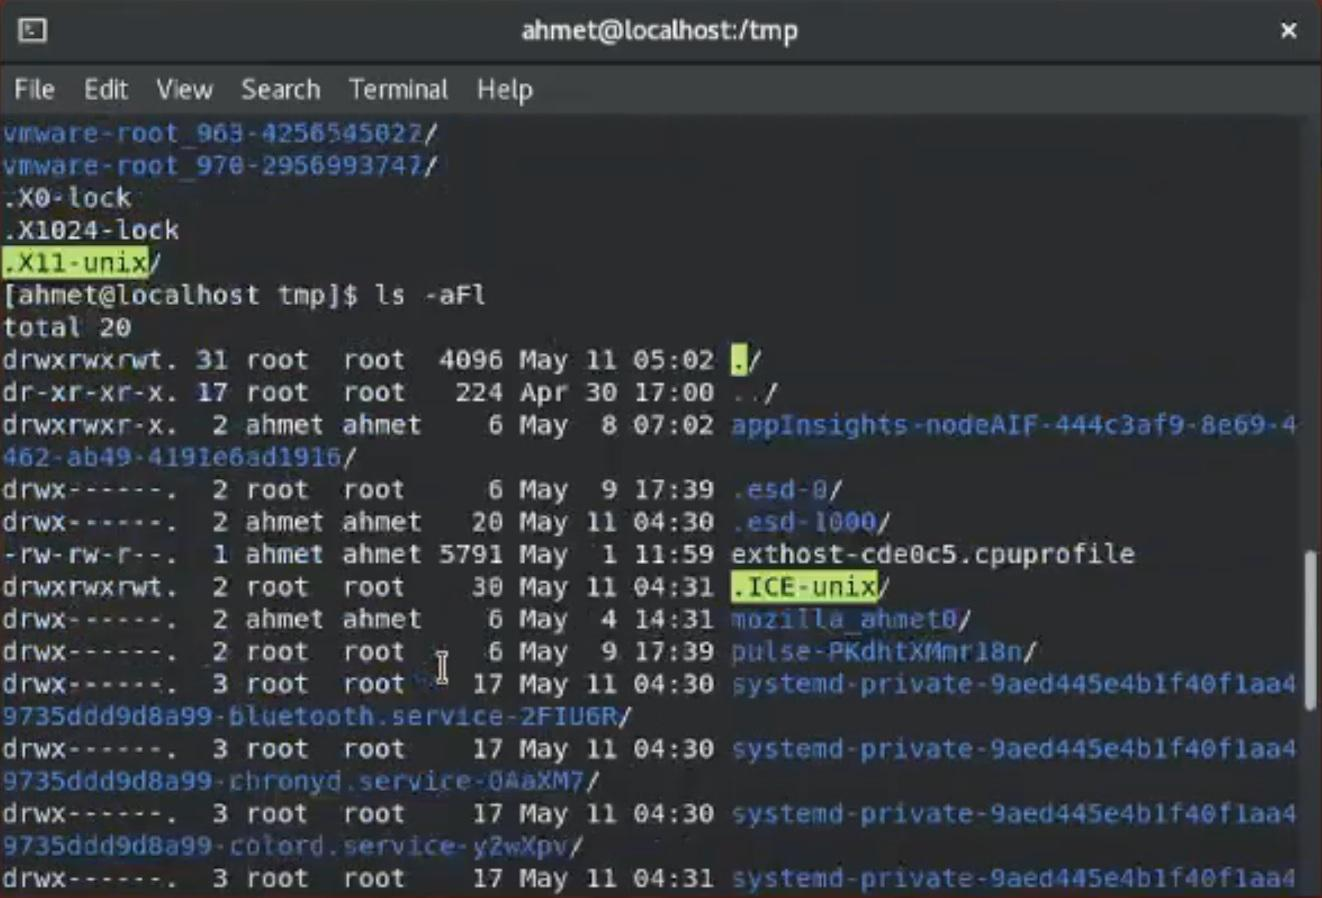 ahmet@localhost:/tmp
×
File Edit View Search Terminal Help
vmware-root_963-4256545022/
vmware-root_970-2956993747/
.X0-lock
.X1024-lock
.X11-unix/
[ahmet@localhost tmp]$ ls -aFl
total 20
drwxrwxrwt. 31 root  root  4096 May 11 05:02 ./
dr-xr-xr-x. 17 root  root   224 Apr 30 17:00 ../
drwxrwxr-x.  2 ahmet ahmet    6 May  8 07:02 appInsights-nodeAIF-444c3af9-8e69-4
462-ab49-4191e6ad1916/
drwx------.  2 root  root     6 May  9 17:39 .esd-0/
drwx------.  2 ahmet ahmet   20 May 11 04:30 .esd-1000/
-rw-rw-r--.  1 ahmet ahmet 5791 May  1 11:59 exthost-cde0c5.cpuprofile
drwxrwxrwt.  2 root  root    30 May 11 04:31 .ICE-unix/
drwx------.  2 ahmet ahmet    6 May  4 14:31 mozilla_ahmet0/
drwx------.  2 root  root     6 May  9 17:39 pulse-PKdhtXMmr18n/
drwx------.  3 root  root    17 May 11 04:30 systemd-private-9aed445e4b1f40f1aa4
9735ddd9d8a99-bluetooth.service-2FIU6R/
drwx------.  3 root  root    17 May 11 04:30 systemd-private-9aed445e4b1f40f1aa4
9735ddd9d8a99-chronyd.service-0AaXM7/
drwx------.  3 root  root    17 May 11 04:30 systemd-private-9aed445e4b1f40f1aa4
9735ddd9d8a99-colord.service-y2wXpv/
drwx------.  3 root  root    17 May 11 04:31 systemd-private-9aed445e4b1f40f1aa4